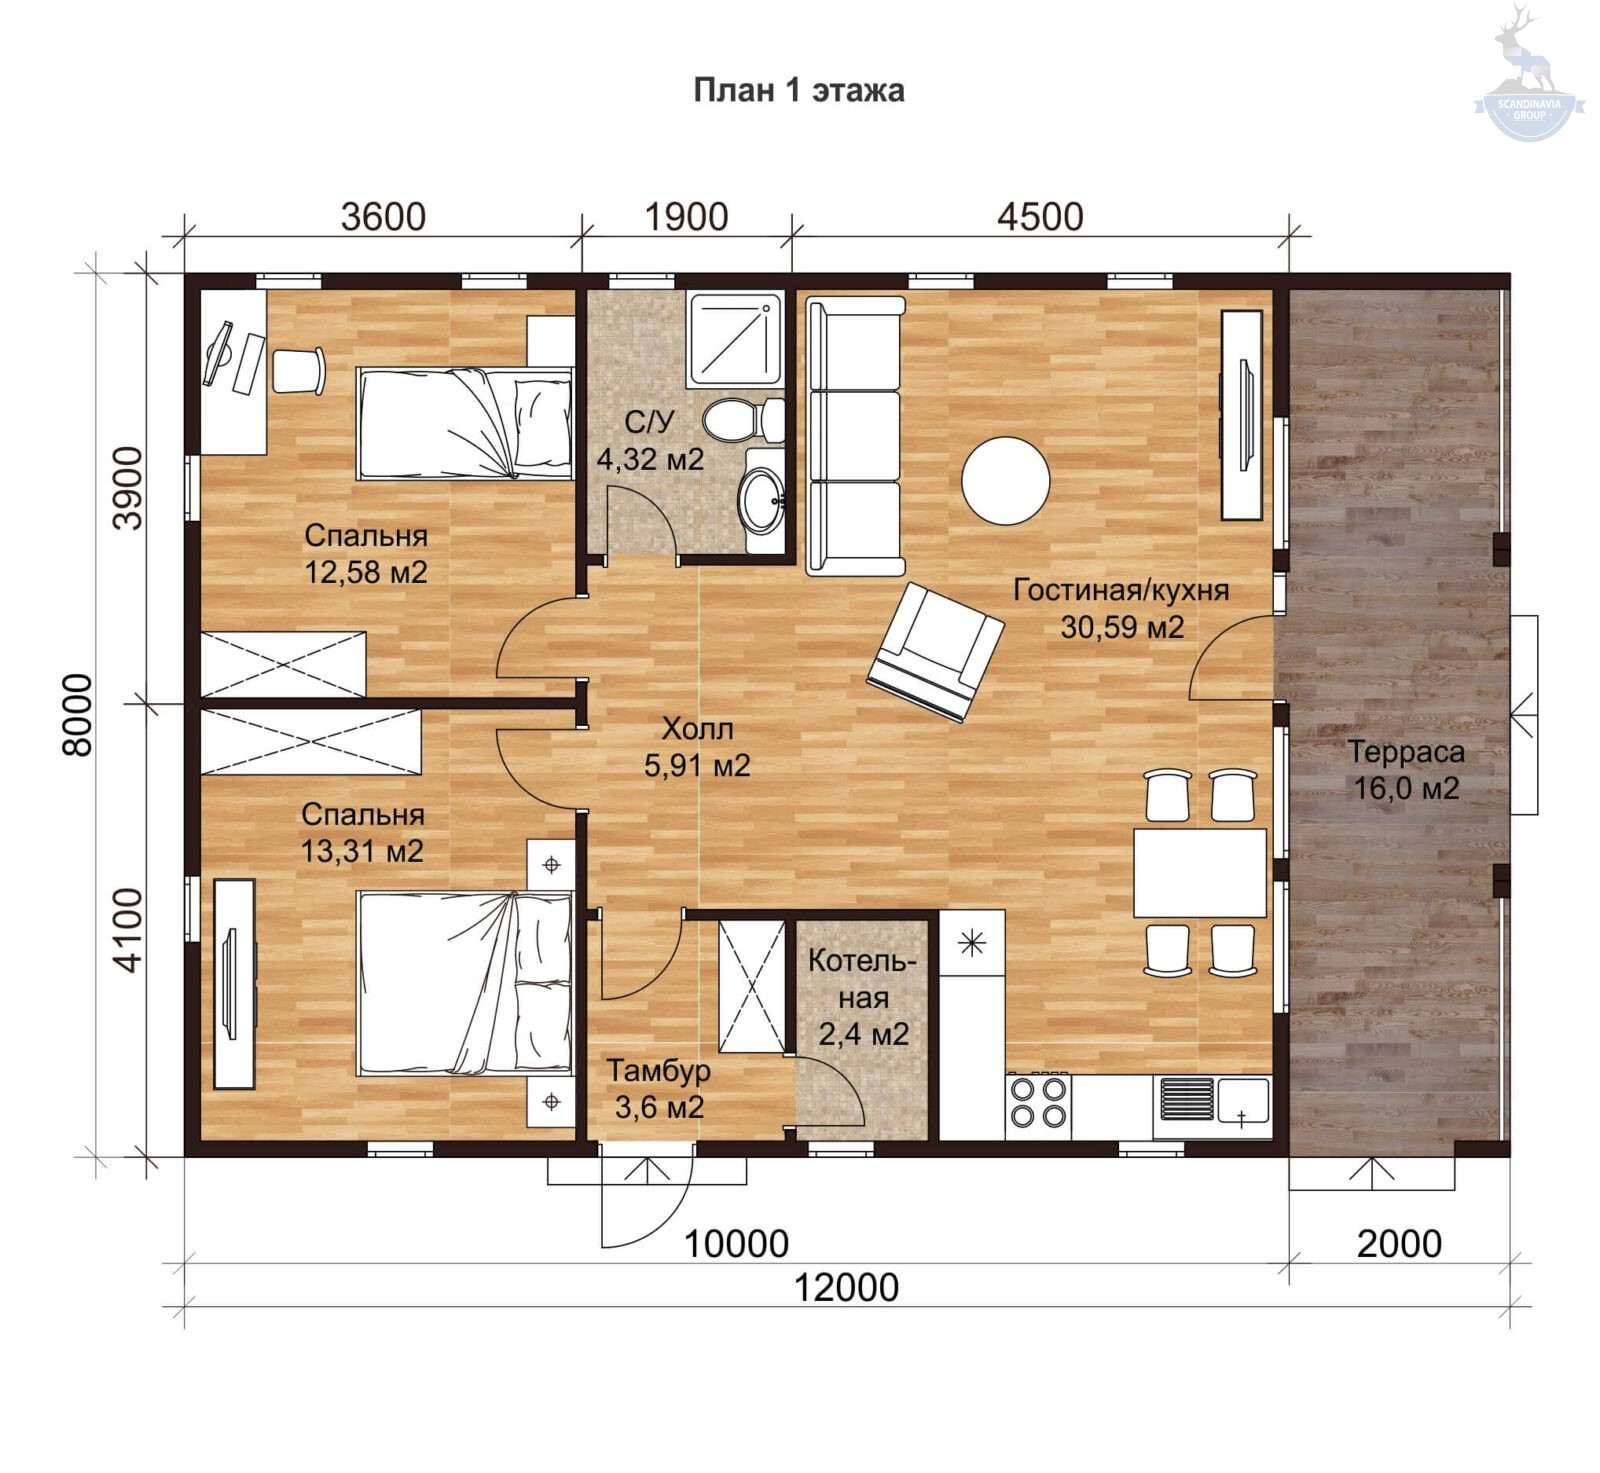 SCANDINAVIA
GROUP
План 1 этажа
3600
1900
4500
3900
8000
4100
С/У
4,32 м2
Спальня
12,58 м2
Гостиная/кухня
30,59 м2
Холл
5,91 м2
Терраса
16,0 м2
Спальня
13,31 м2
Котель-
ная
2,4 м2
Тамбур
3,6 м2
10000
2000
12000